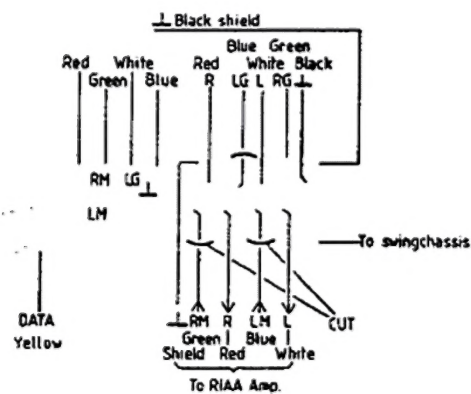 ⊥ Black shield
Blue Green
Red White Red White Black
Green Blue R LG L RG ⊥
RM LG ⊥
LM
To swingchassis
DATA ⊥ RM R LM L CUT
Yellow Green Blue
Shield Red White
To RIAA Amp.